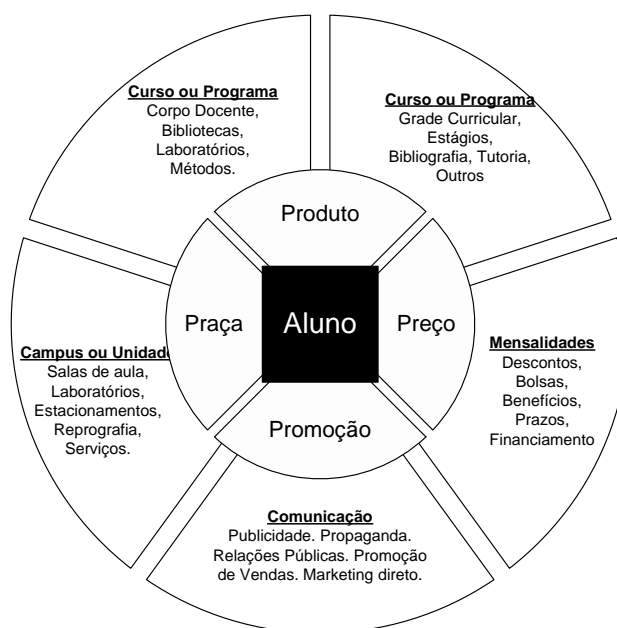 Curso ou Programa
Corpo Docente,
Bibliotecas,
Laboratórios,
Métodos.
Curso ou Programa
Grade Curricular,
Estágios,
Bibliografia, Tutoria,
Outros
Produto
Praça
Aluno
Preço
Promoção
Campus ou Unidade
Salas de aula,
Laboratórios,
Estacionamentos,
Reprografia,
Serviços.
Mensalidades
Descontos,
Bolsas,
Benefícios,
Prazos,
Financiamento
Comunicação
Publicidade. Propaganda.
Relações Públicas. Promoção
de Vendas. Marketing direto.